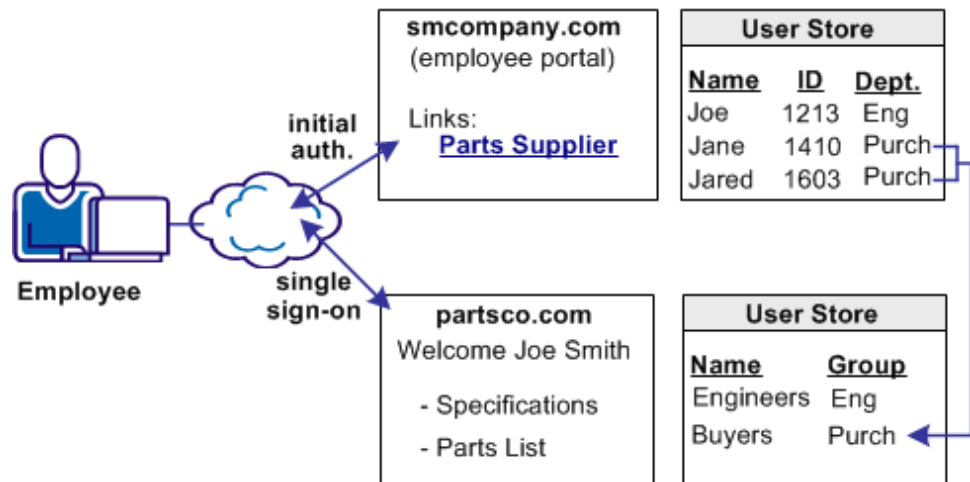 smcompany.com
(employee portal)
Links:
Parts Supplier
User Store
Name ID Dept.
Joe 1213 Eng
Jane 1410 Purch
Jared 1603 Purch
initial
auth.
Employee
single
sign-on
partsco.com
Welcome Joe Smith
- Specifications
- Parts List
User Store
Name Group
Engineers Eng
Buyers Purch